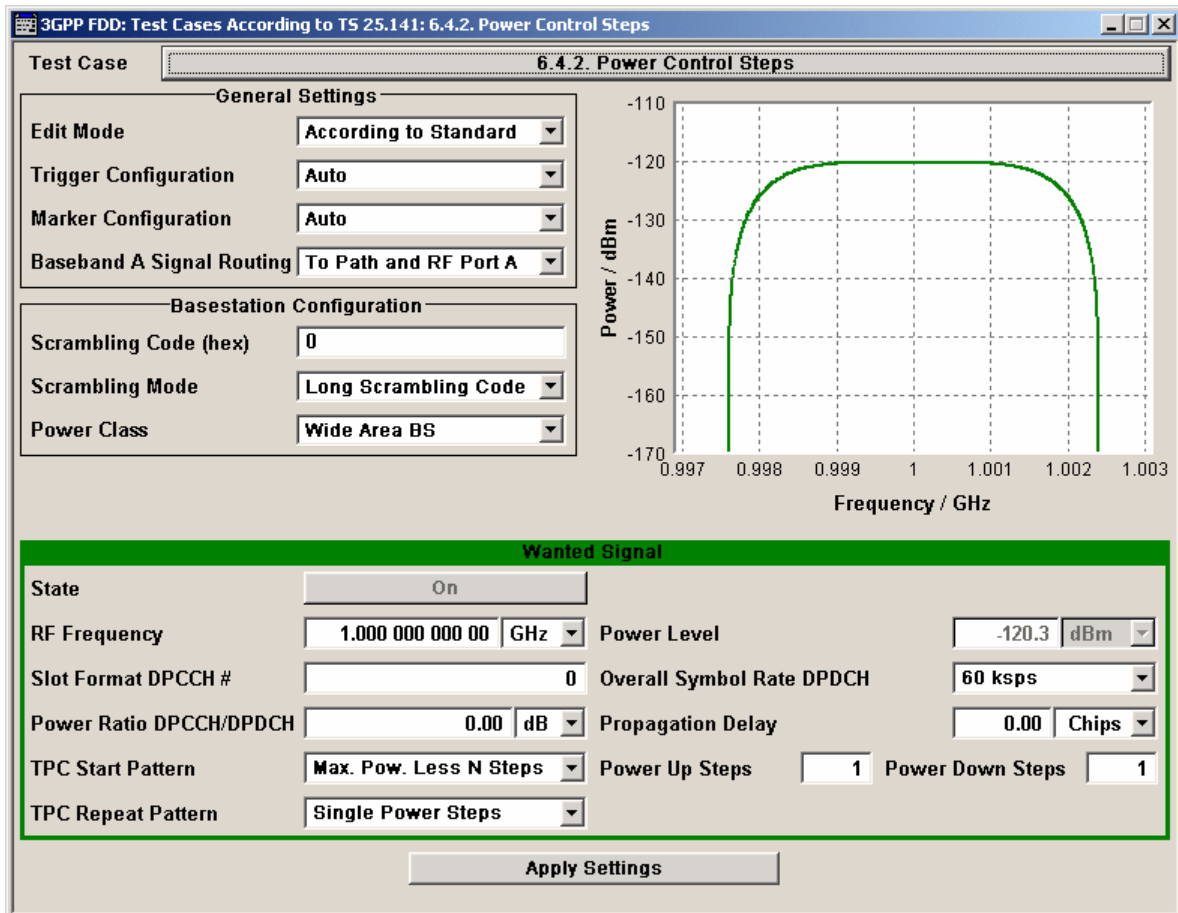 3GPP FDD: Test Cases According to TS 25.141: 6.4.2. Power Control Steps
Test Case 6.4.2. Power Control Steps
General Settings
Edit Mode According to Standard
Trigger Configuration Auto
Marker Configuration Auto
Baseband A Signal Routing To Path and RF Port A
Basestation Configuration
Scrambling Code (hex) 0
Scrambling Mode Long Scrambling Code
Power Class Wide Area BS
Power / dBm
-110
-120
-130
-140
-150
-160
-170
0.997 0.998 0.999 1 1.001 1.002 1.003
Frequency / GHz
Wanted Signal
State On
RF Frequency 1.000 000 000 00 GHz Power Level -120.3 dBm
Slot Format DPCCH # 0 Overall Symbol Rate DPDCH 60 ksps
Power Ratio DPCCH/DPDCH 0.00 dB Propagation Delay 0.00 Chips
TPC Start Pattern Max. Pow. Less N Steps Power Up Steps 1 Power Down Steps 1
TPC Repeat Pattern Single Power Steps
Apply Settings